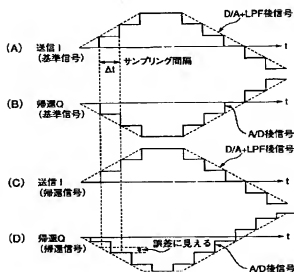 D/A+LPF後信号
(A) 送信I
(基準信号)
t
Δt
サンプリング間隔
(B) 帰還Q
(基準信号)
t
A/D後信号
D/A+LPF後信号
(C) 送信I
(帰還信号)
t
(D) 帰還Q
(帰還信号)
誤差に見える
t
A/D後信号